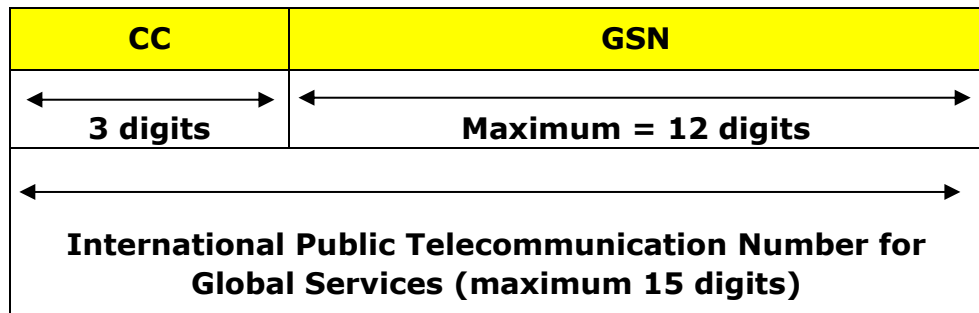 CC
GSN
3 digits
Maximum = 12 digits
International Public Telecommunication Number for
Global Services (maximum 15 digits)